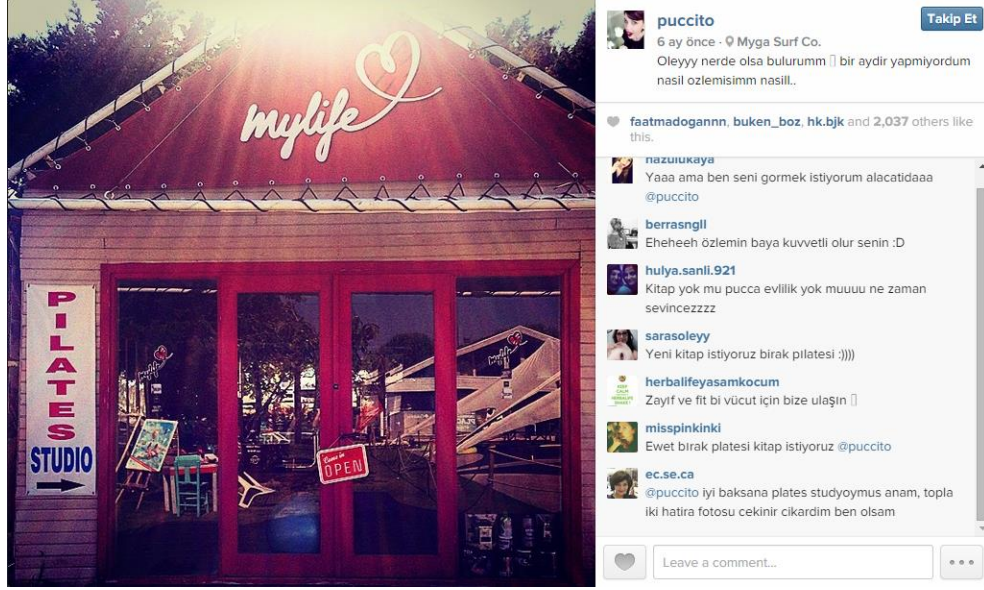 mylife
PILATES
STUDIO
Come in
OPEN
puccito
Takip Et
6 ay önce · Myga Surf Co.
Oleyyy nerde olsa bulurumm bir aydir yapmiyordum
nasil ozlemisimm nasill..
faatmadogannn, buken_boz, hk.bjk and 2,037 others like
this.
nazulukaya
Yaaa ama ben seni gormek istiyorum alacatidaaa
@puccito
berrasngll
Eheheeh özlemin baya kuvvetli olur senin :D
hulya.sanli.921
Kitap yok mu pucca evlilik yok muuuu ne zaman
sevincezzzz
sarasoleyy
Yeni kitap istiyoruz birak pılatesi :))))
herbalifeyasamkocum
Zayıf ve fit bi vücut için bize ulaşın
misspinkinki
Ewet bırak platesi kitap istiyoruz @puccito
ec.se.ca
@puccito iyi baksana plates studyoymus anam, topla
iki hatira fotosu cekinir cikardim ben olsam
Leave a comment...